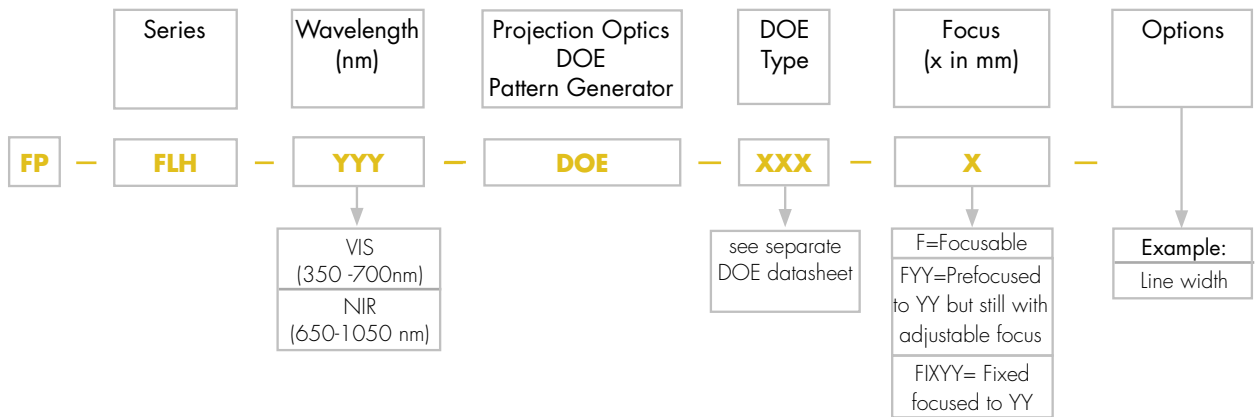 Series
Wavelength
(nm)
Projection Optics
DOE
Pattern Generator
DOE
Type
Focus
(x in mm)
Options
FP – FLH – YYY – DOE – XXX – X –
VIS
(350 -700nm)
NIR
(650-1050 nm)
see separate
DOE datasheet
F=Focusable
FYY=Prefocused
to YY but still with
adjustable focus
FIXYY= Fixed
focused to YY
Example:
Line width